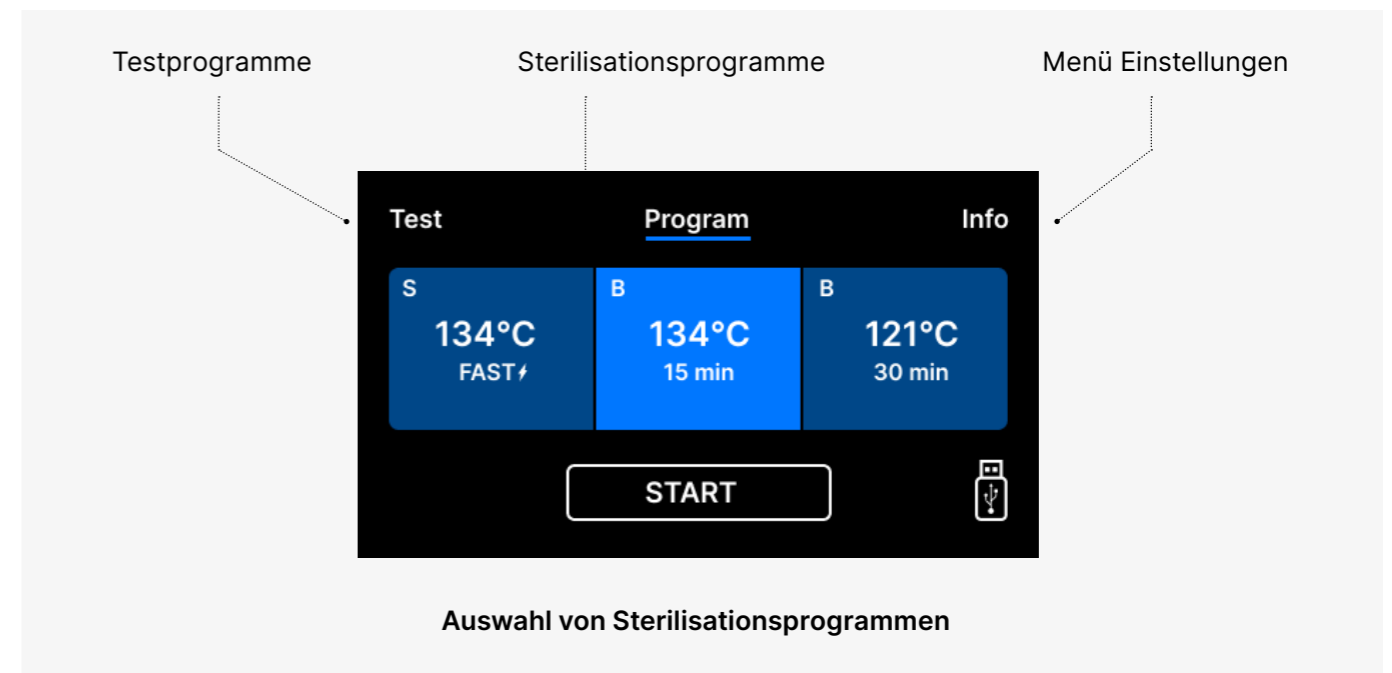 Testprogramme
Sterilisationsprogramme
Menü Einstellungen
Test
Program
Info
S
134°C
FAST
B
134°C
15 min
B
121°C
30 min
START
Auswahl von Sterilisationsprogrammen